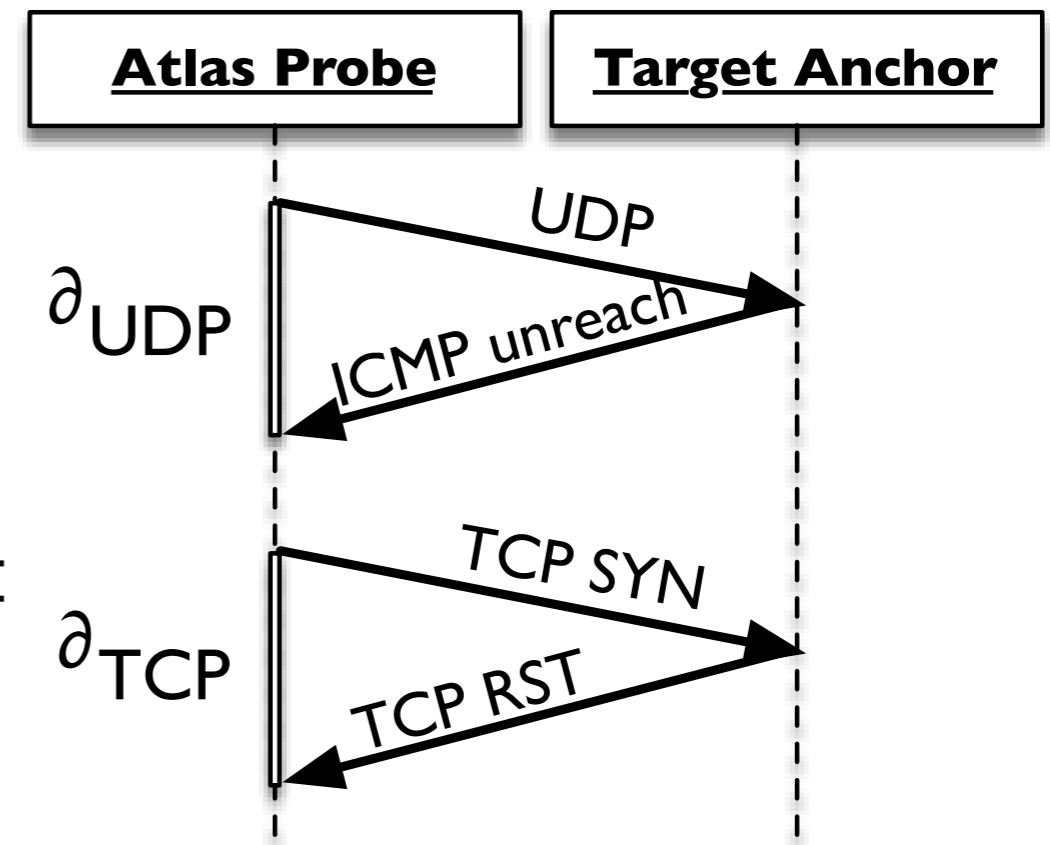 Atlas Probe
Target Anchor
UDP
∂UDP
ICMP unreach
TCP SYN
∂TCP
TCP RST